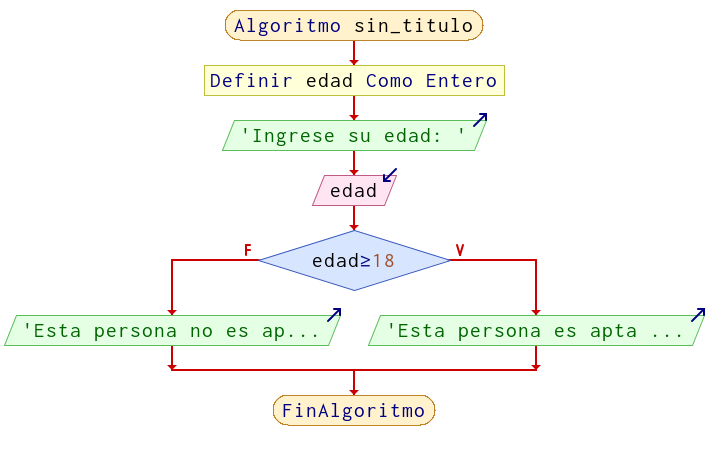 Algoritmo sin_titulo
Definir edad Como Entero
'Ingrese su edad: '
edad
F
V
edad≥18
'Esta persona no es ap...
'Esta persona es apta ...
FinAlgoritmo